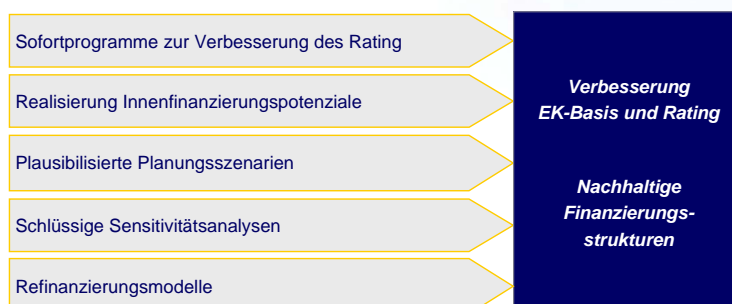 Sofortprogramme zur Verbesserung des Rating
Realisierung Innenfinanzierungspotenziale
Plausibilisierte Planungsszenarien
Schlüssige Sensitivitätsanalysen
Refinanzierungsmodelle
Verbesserung
EK-Basis und Rating
Nachhaltige
Finanzierungs-
strukturen